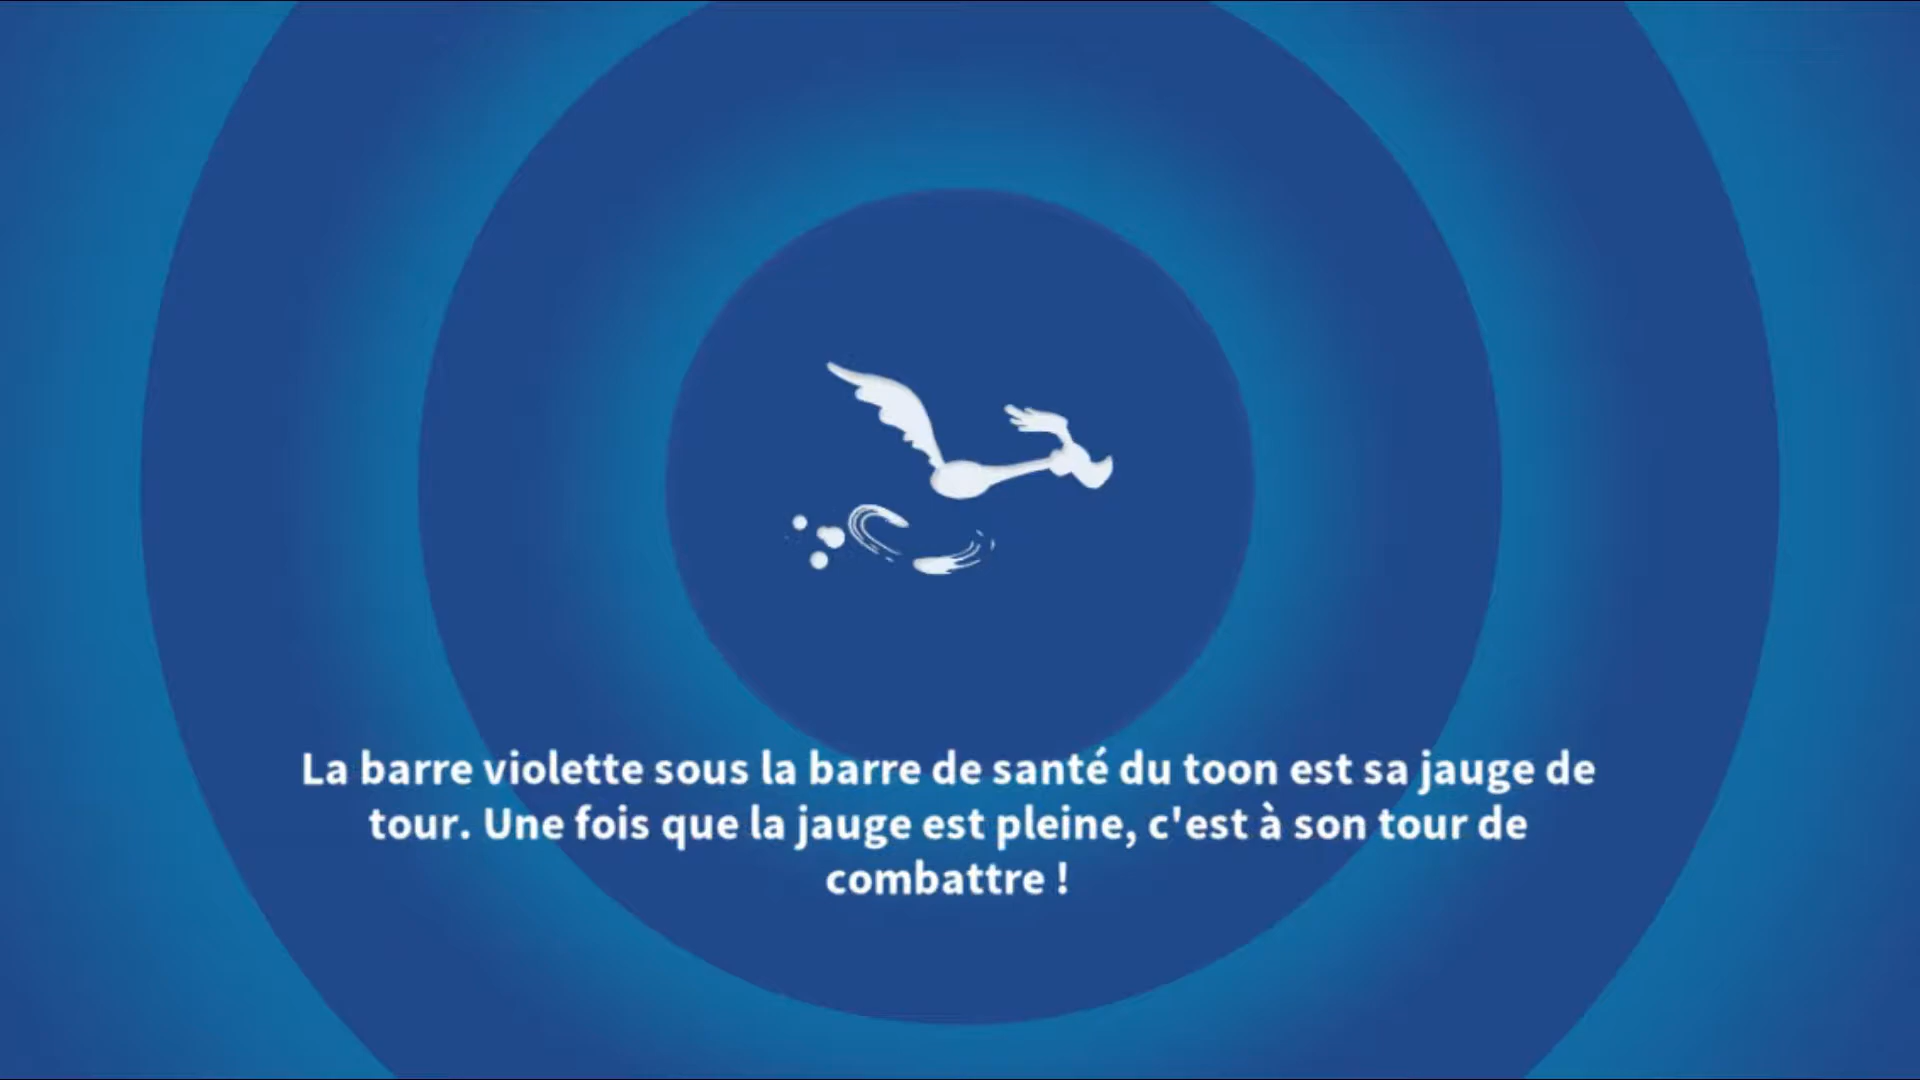 La barre violette sous la barre de santé du toon est sa jauge de
tour. Une fois que la jauge est pleine, c'est à son tour de
combattre !